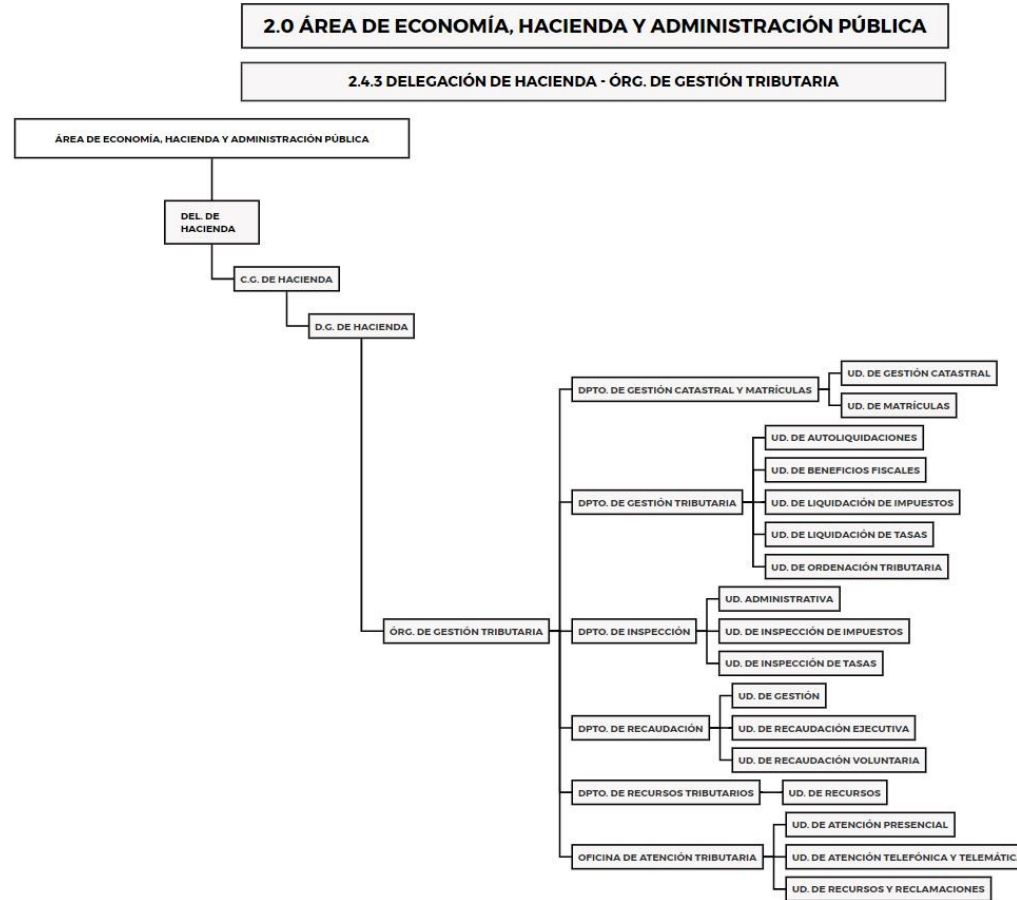 2.0 ÁREA DE ECONOMÍA, HACIENDA Y ADMINISTRACIÓN PÚBLICA
2.4.3 DELEGACIÓN DE HACIENDA - ÓRG. DE GESTIÓN TRIBUTARIA
ÁREA DE ECONOMÍA, HACIENDA Y ADMINISTRACIÓN PÚBLICA
DEL. DE
HACIENDA
C.G. DE HACIENDA
D.G. DE HACIENDA
ÓRG. DE GESTIÓN TRIBUTARIA
DPTO. DE GESTIÓN CATASTRAL Y MATRÍCULAS
UD. DE GESTIÓN CATASTRAL
UD. DE MATRÍCULAS
DPTO. DE GESTIÓN TRIBUTARIA
UD. DE AUTOLIQUIDACIONES
UD. DE BENEFICIOS FISCALES
UD. DE LIQUIDACIÓN DE IMPUESTOS
UD. DE LIQUIDACIÓN DE TASAS
UD. DE ORDENACIÓN TRIBUTARIA
DPTO. DE INSPECCIÓN
UD. ADMINISTRATIVA
UD. DE INSPECCIÓN DE IMPUESTOS
UD. DE INSPECCIÓN DE TASAS
DPTO. DE RECAUDACIÓN
UD. DE GESTIÓN
UD. DE RECAUDACIÓN EJECUTIVA
UD. DE RECAUDACIÓN VOLUNTARIA
DPTO. DE RECURSOS TRIBUTARIOS
UD. DE RECURSOS
OFICINA DE ATENCIÓN TRIBUTARIA
UD. DE ATENCIÓN PRESENCIAL
UD. DE ATENCIÓN TELEFÓNICA Y TELEMÁTICA
UD. DE RECURSOS Y RECLAMACIONES